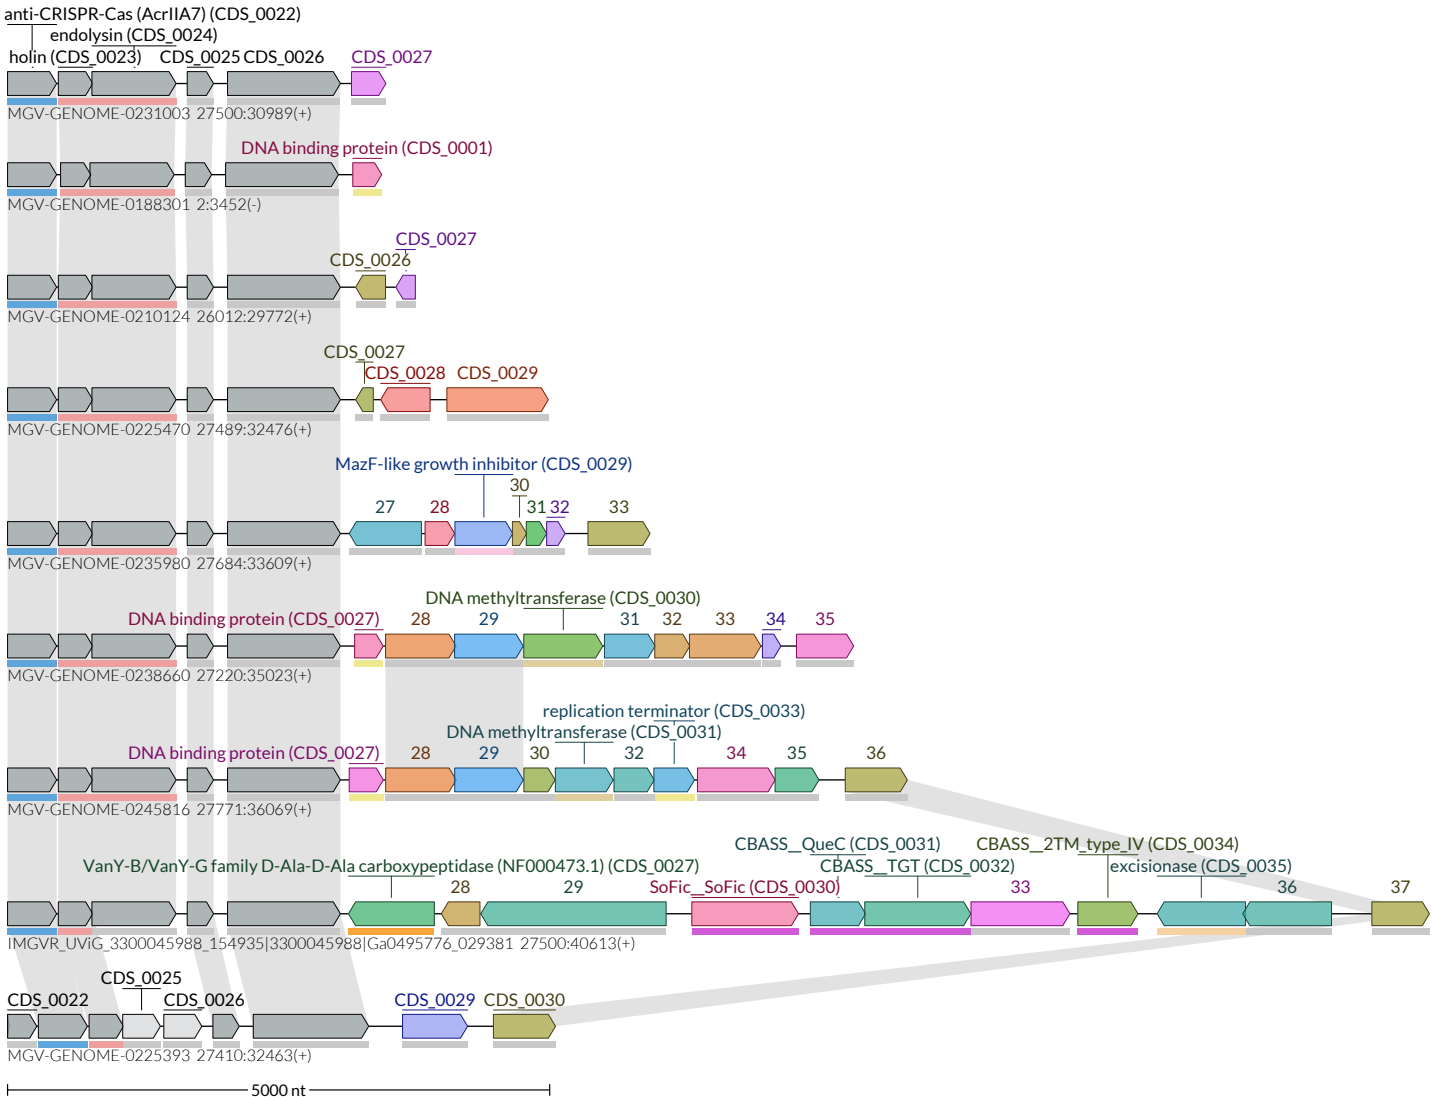 anti-CRISPR-Cas (AcrIIA7) (CDS_0022)
endolysin (CDS_0024)
holin (CDS_0023) CDS_0025 CDS_0026 CDS_0027
MGV-GENOME-0231003 27500:30989(+)
DNA binding protein (CDS_0001)
MGV-GENOME-0188301 2:3452(-)
CDS_0027
CDS_0026
MGV-GENOME-0210124 26012:29772(+)
CDS_0027
CDS_0028 CDS_0029
MGV-GENOME-0225470 27489:32476(+)
MazF-like growth inhibitor (CDS_0029)
30
27 28 31 32 33
MGV-GENOME-0235980 27684:33609(+)
DNA methyltransferase (CDS_0030)
DNA binding protein (CDS_0027) 28 29 31 32 33 34 35
MGV-GENOME-0238660 27220:35023(+)
replication terminator (CDS_0033)
DNA methyltransferase (CDS_0031)
DNA binding protein (CDS_0027) 28 29 30 32 34 35 36
MGV-GENOME-0245816 27771:36069(+)
CBASS__QueC (CDS_0031) CBASS_2TM_type_IV (CDS_0034)
VanY-B/VanY-G family D-Ala-D-Ala carboxypeptidase (NF000473.1) (CDS_0027) CBASS__TGT (CDS_0032) excisionase (CDS_0035)
28 29 SoFic__SoFic (CDS_0030) 33 36 37
IMGVR_UViG_3300045988_154935|3300045988|Ga0495776_029381 27500:40613(+)
CDS_0025
CDS_0022 CDS_0026 CDS_0029 CDS_0030
MGV-GENOME-0225393 27410:32463(+)
5000 nt